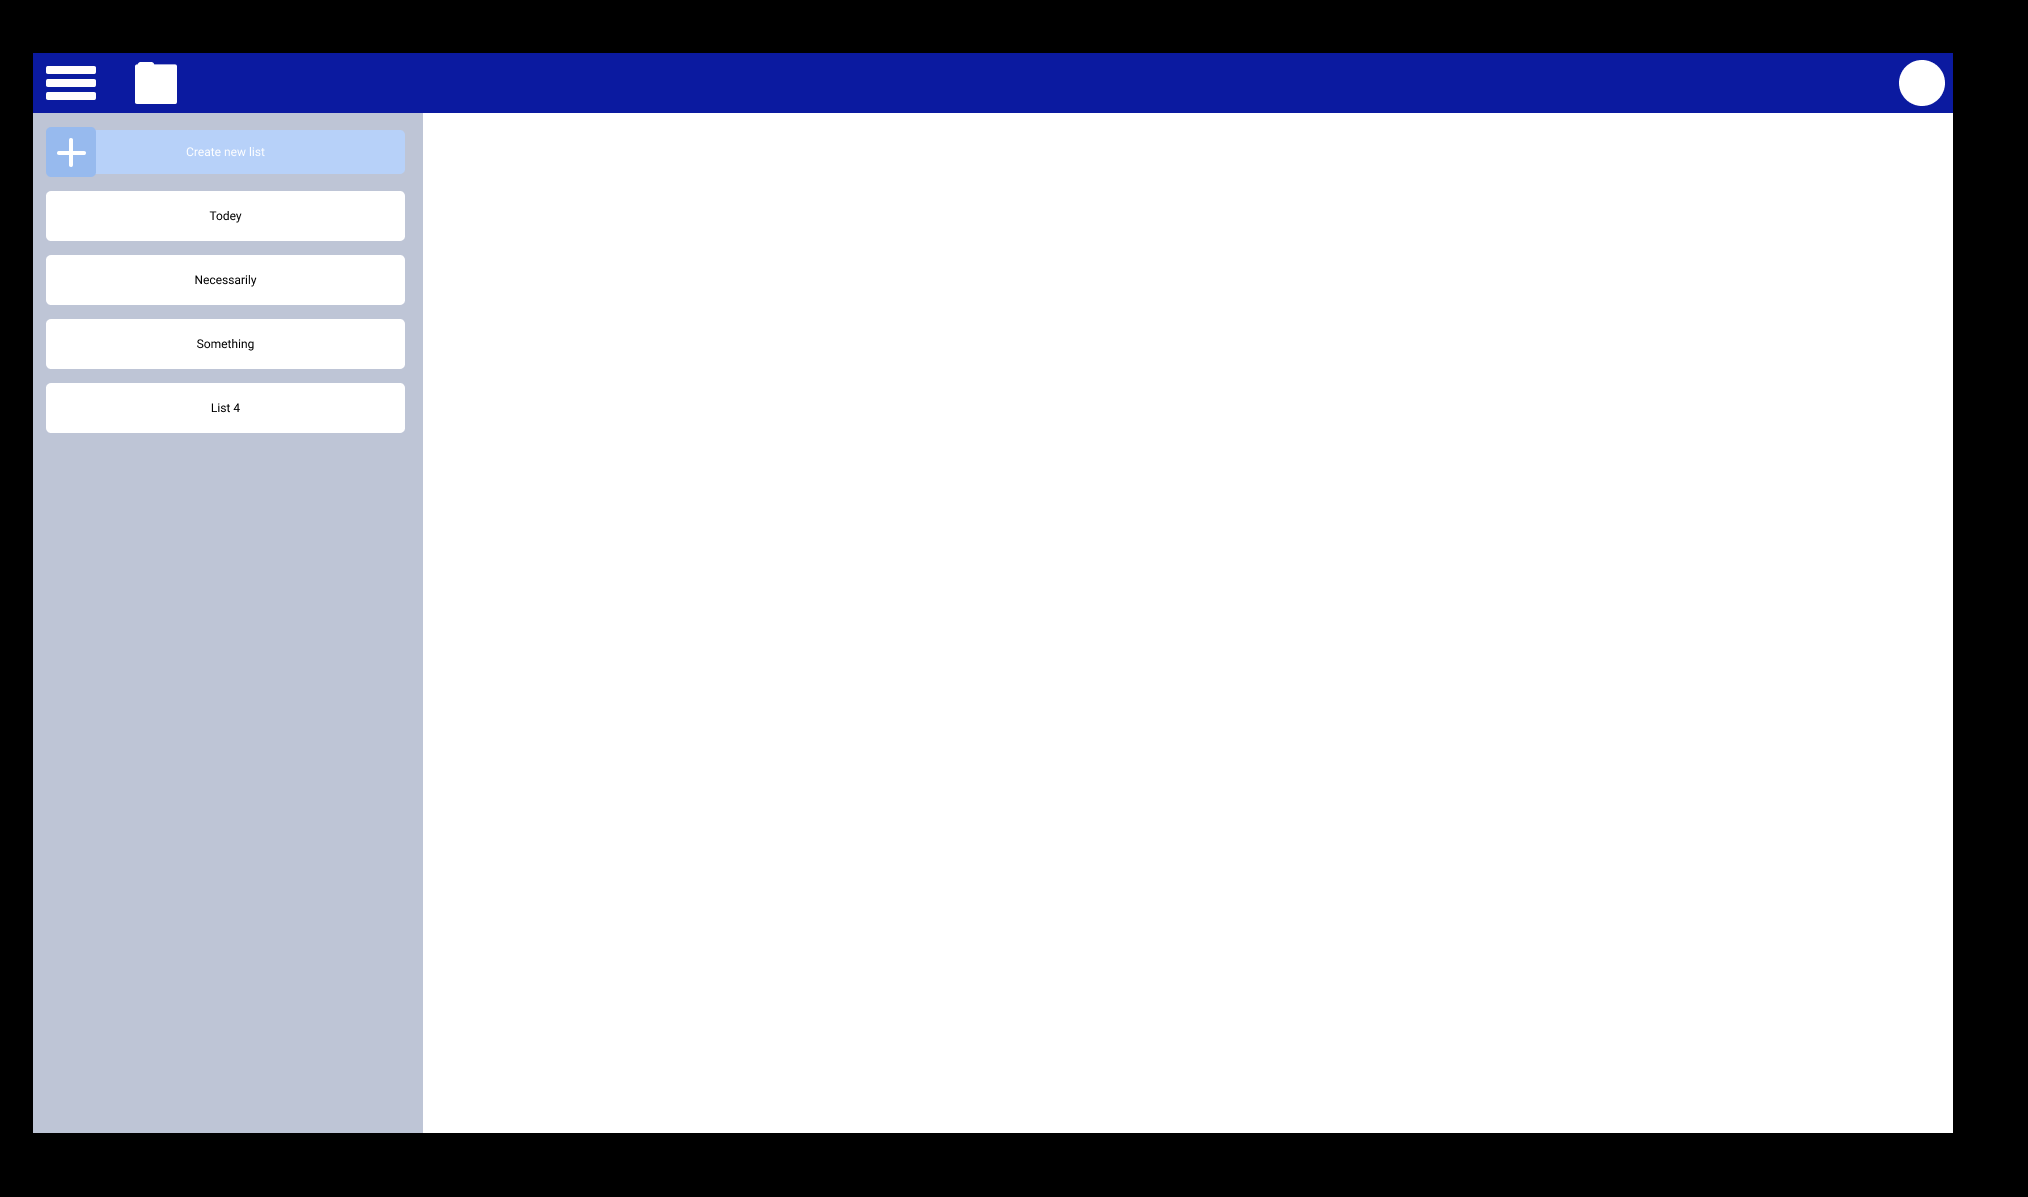 Create new list
Todey
Necessarily
Something
List 4